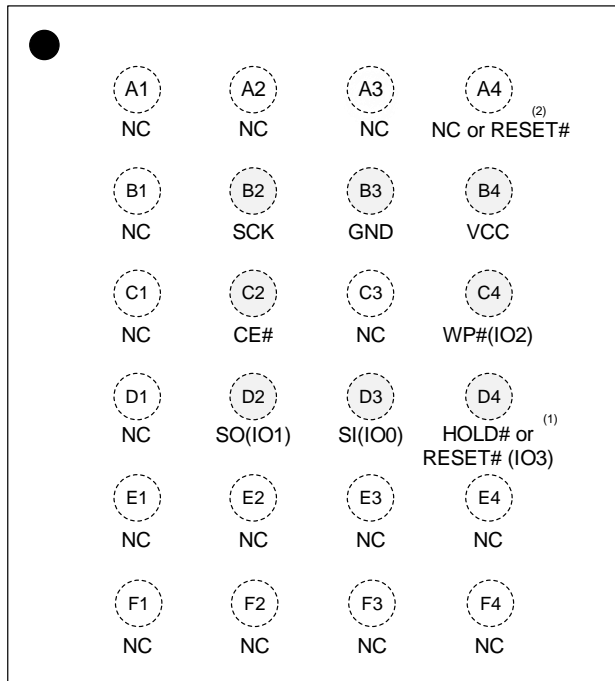 A1 A2 A3 A4
NC NC NC NC or RESET# (2)
B1 B2 B3 B4
NC SCK GND VCC
C1 C2 C3 C4
NC CE# NC WP#(IO2)
D1 D2 D3 D4
NC SO(IO1) SI(IO0) HOLD# or (1)
RESET# (IO3)
E1 E2 E3 E4
NC NC NC NC
F1 F2 F3 F4
NC NC NC NC